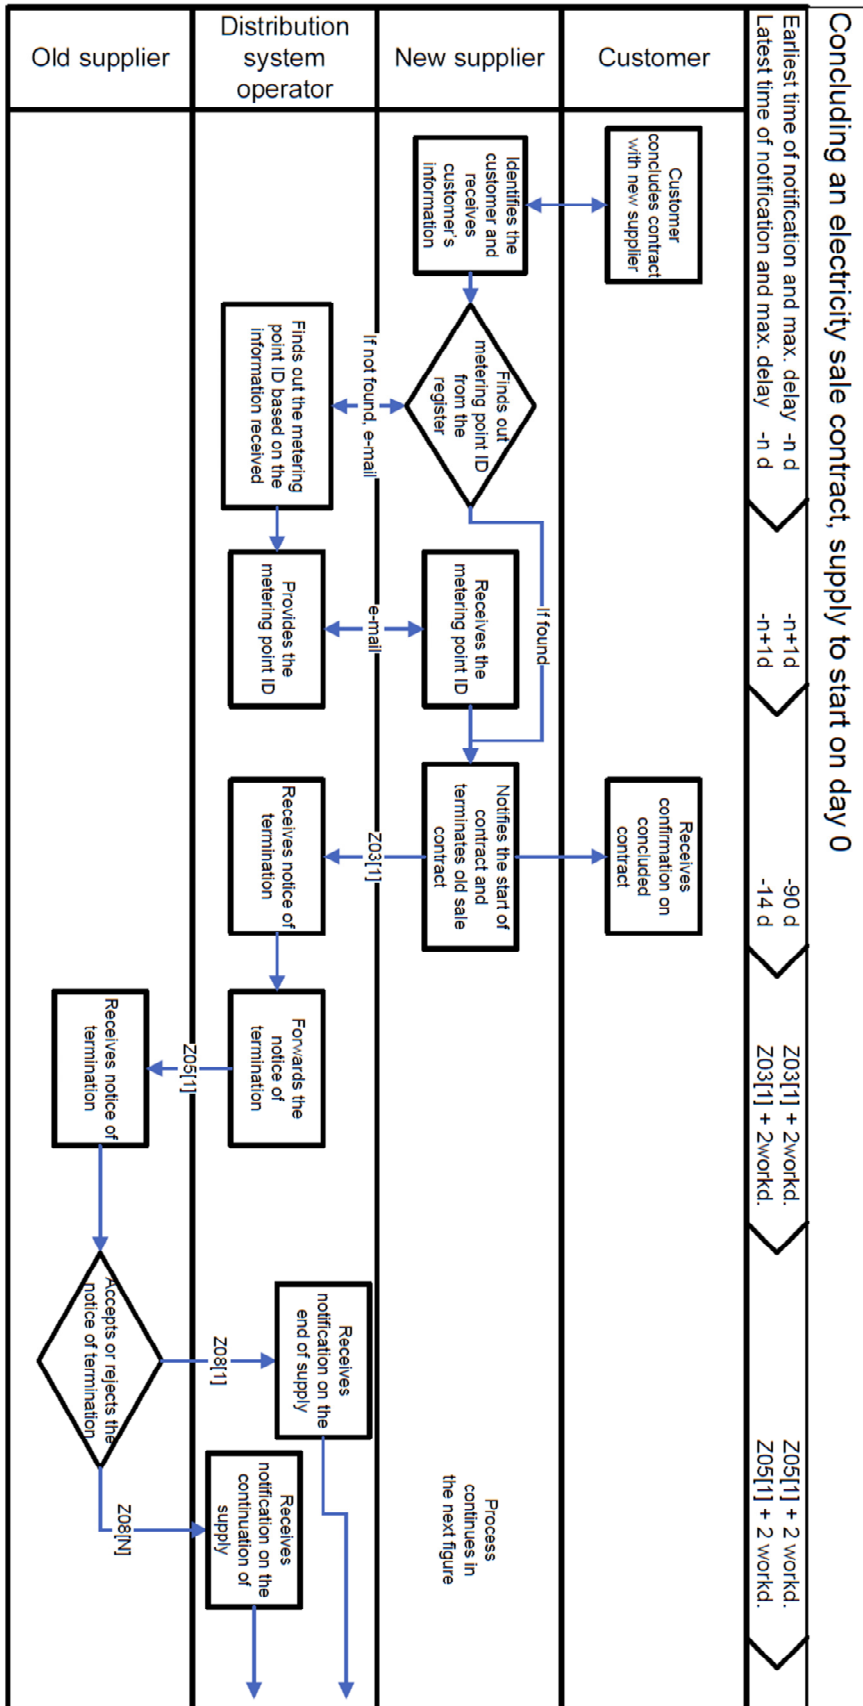 Concluding an electricity sale contract, supply to start on day 0
Earliest time of notification and max. delay -n d
-n+1d
-90 d
Z03[1] + 2workd.
Z05[1] + 2 workd.
Latest time of notification and max. delay -n d
-n+1d
-14 d
Z03[1] + 2workd.
Z05[1] + 2 workd.
Customer
Customer
concludes contract
with new supplier
Receives
confirmation on
concluded
contract
New supplier
Identifies the
customer and
receives
customer's
information
Finds out
metering point ID
from the
register
If found
Receives the
metering point ID
Notifies the start of
contract and
terminates old sale
contract
Process
continues in
the next figure
If not found, e-mail
e-mail
Z03[1]
Distribution
system
operator
Finds out the metering
point ID based on the
information received
Provides the
metering point ID
Receives notice of
termination
Forwards the
notice of
termination
Receives
notification on the
end of supply
Receives
notification on the
continuation of
supply
Z05[1]
Z08[1]
Z08[N]
Old supplier
Receives notice of
termination
Accepts or rejects the
notice of termination